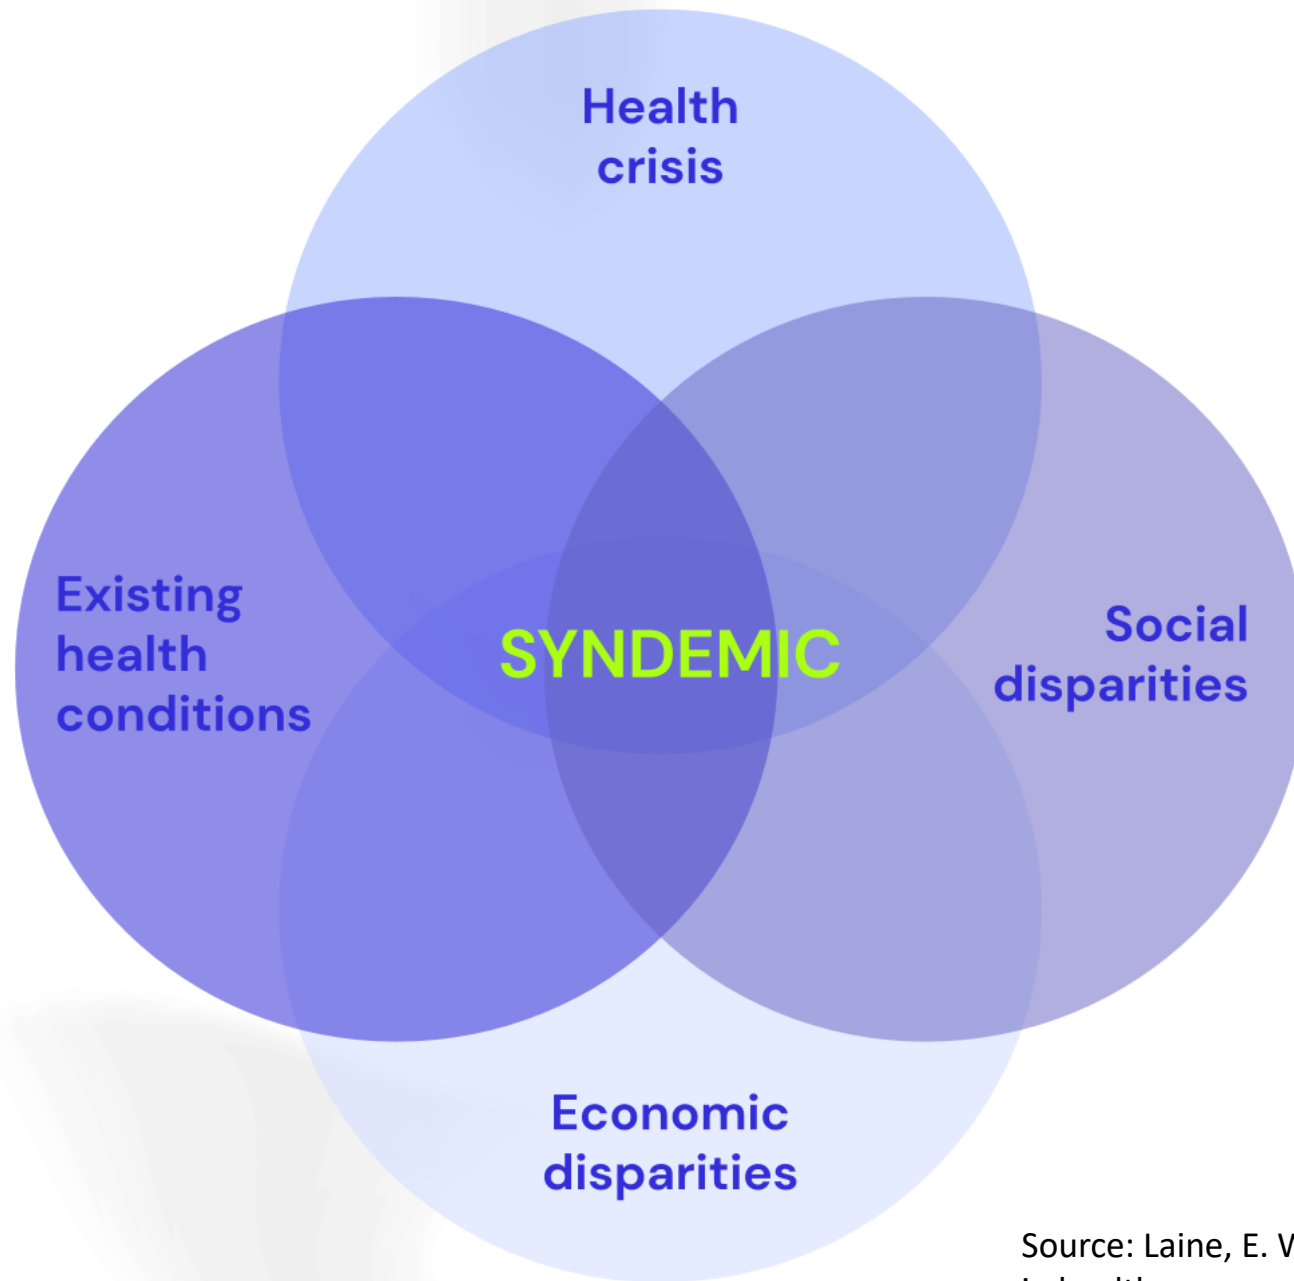 Health
crisis
Existing
health
conditions
SYNDEMIC
Social
disparities
Economic
disparities
Source: Laine, E.